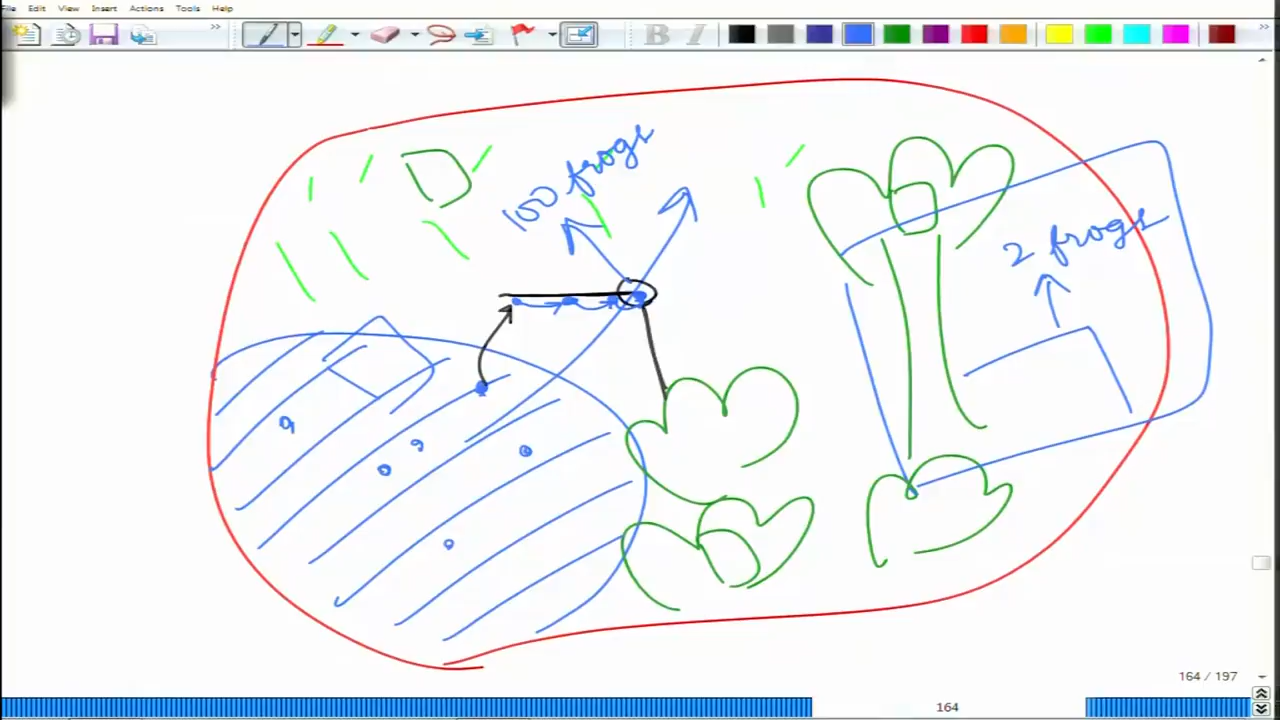 File Edit View Insert Actions Tools Help
B I
D
100 frogs
2 frogs
164 / 197
164